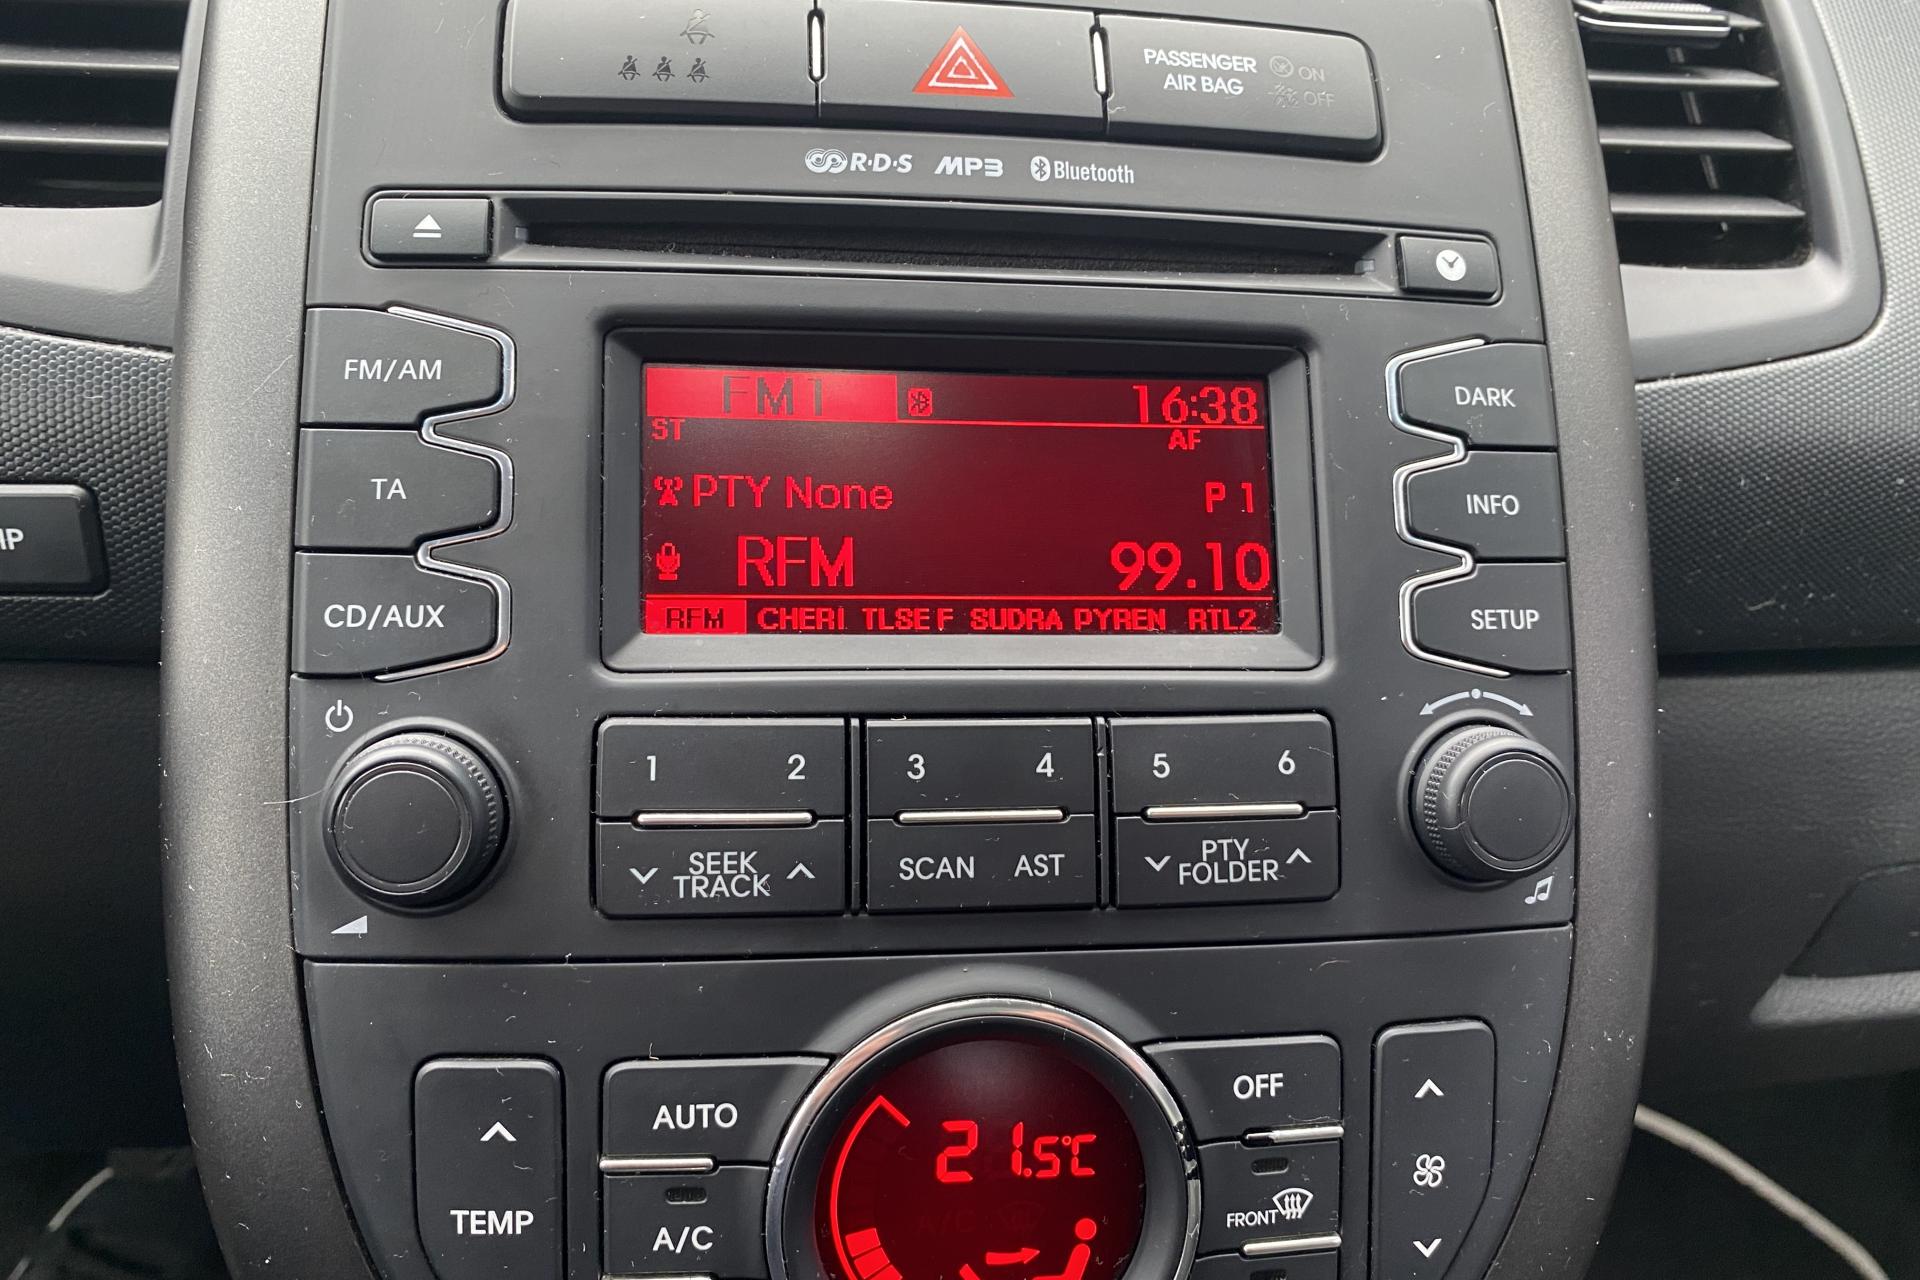 PASSENGER ON
AIR BAG OFF
R·D·S MP3 Bluetooth
FM/AM
TA
CD/AUX
FM1 16:38
ST AF
PTY None P1
RFM 99.10
RFM CHERI TLSE F SUDRA PYREN RTL2
DARK
INFO
SETUP
1 2 3 4 5 6
SEEK
TRACK
SCAN AST
PTY
FOLDER
TEMP
AUTO
A/C
21.5°C
OFF
FRONT